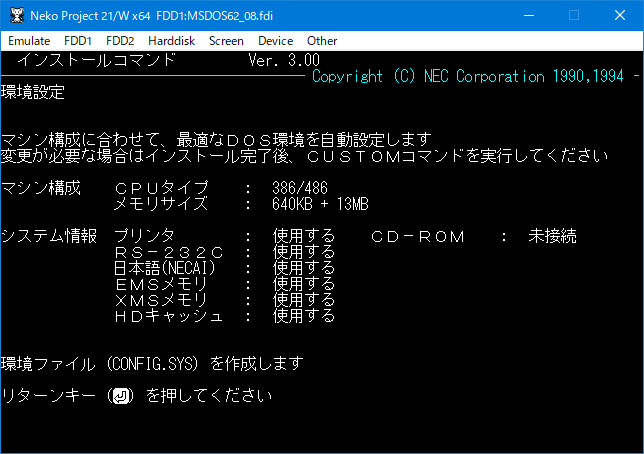 Neko Project 21/W x64 FDD1:MSDOS62_08.fdi
Emulate FDD1 FDD2 Harddisk Screen Device Other
インストールコマンド Ver. 3.00
Copyright (C) NEC Corporation 1990,1994
環境設定
マシン構成に合わせて、最適なＤＯＳ環境を自動設定します
変更が必要な場合はインストール完了後、ＣＵＳＴＯＭコマンドを実行してください
マシン構成 ＣＰＵタイプ : 386/486
メモリサイズ : 640KB + 13MB
システム情報 プリンタ : 使用する ＣＤ－ＲＯＭ : 未接続
ＲＳ－２３２Ｃ : 使用する
日本語(NECAI) : 使用する
ＥＭＳメモリ : 使用する
ＸＭＳメモリ : 使用する
ＨＤキャッシュ : 使用する
環境ファイル (CONFIG.SYS) を作成します
リターンキー (⏎) を押してください